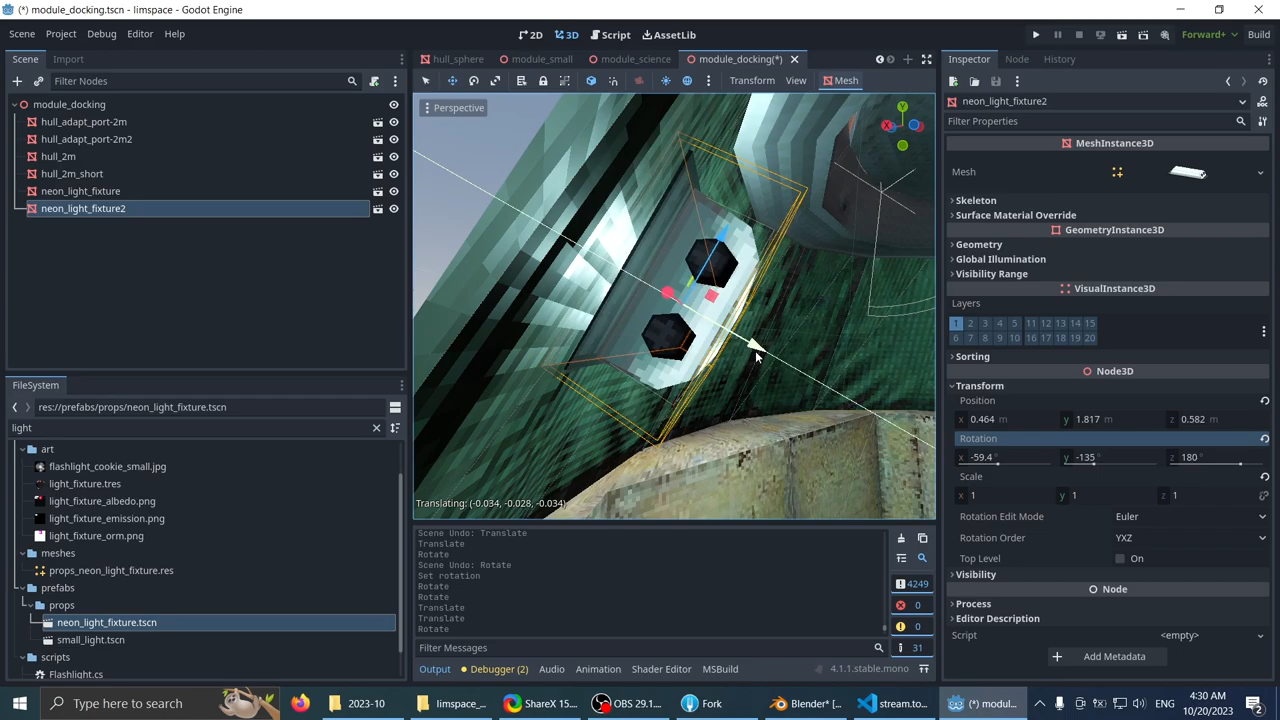 (*) module_docking.tscn - limspace - Godot Engine
Scene Project Debug Editor Help
2D 3D Script AssetLib
Forward+ Build
Scene Import
Filter Nodes
module_docking
hull_adapt_port-2m
hull_adapt_port-2m2
hull_2m
hull_2m_short
neon_light_fixture
neon_light_fixture2
FileSystem
res://prefabs/props/neon_light_fixture.tscn
light
art
flashlight_cookie_small.jpg
light_fixture.tres
light_fixture_albedo.png
light_fixture_emission.png
light_fixture_orm.png
meshes
props_neon_light_fixture.res
prefabs
props
neon_light_fixture.tscn
small_light.tscn
scripts
Flashlight.cs
hull_sphere module_small module_science module_docking(*)
Transform View Mesh
Perspective
Y
X
Z
Translating: (-0.034, -0.028, -0.034)
Scene Undo: Translate
Translate
Rotate
Scene Undo: Rotate
Set rotation
Rotate
Rotate
Translate
Translate
Rotate
4249
0
0
31
Filter Messages
Output Debugger (2) Audio Animation Shader Editor MSBuild 4.1.1.stable.mono
Inspector Node History
neon_light_fixture2
Filter Properties
MeshInstance3D
Mesh
Skeleton
Surface Material Override
GeometryInstance3D
Geometry
Global Illumination
Visibility Range
VisualInstance3D
Layers
1 2 3 4 5 11 12 13 14 15
6 7 8 9 10 16 17 18 19 20
Sorting
Node3D
Transform
Position
x 0.464 m y 1.817 m z 0.582 m
Rotation
x -59.4 ° y -135 ° z 180 °
Scale
x 1 y 1 z 1
Rotation Edit Mode Euler
Rotation Order YXZ
Top Level On
Visibility
Node
Process
Editor Description
Script <empty>
Add Metadata
Type here to search
2023-10 limspace_... ShareX 15.... OBS 29.1.... Fork Blender* [... stream.to... (*) modul...
ENG
4:30 AM
10/20/2023
2